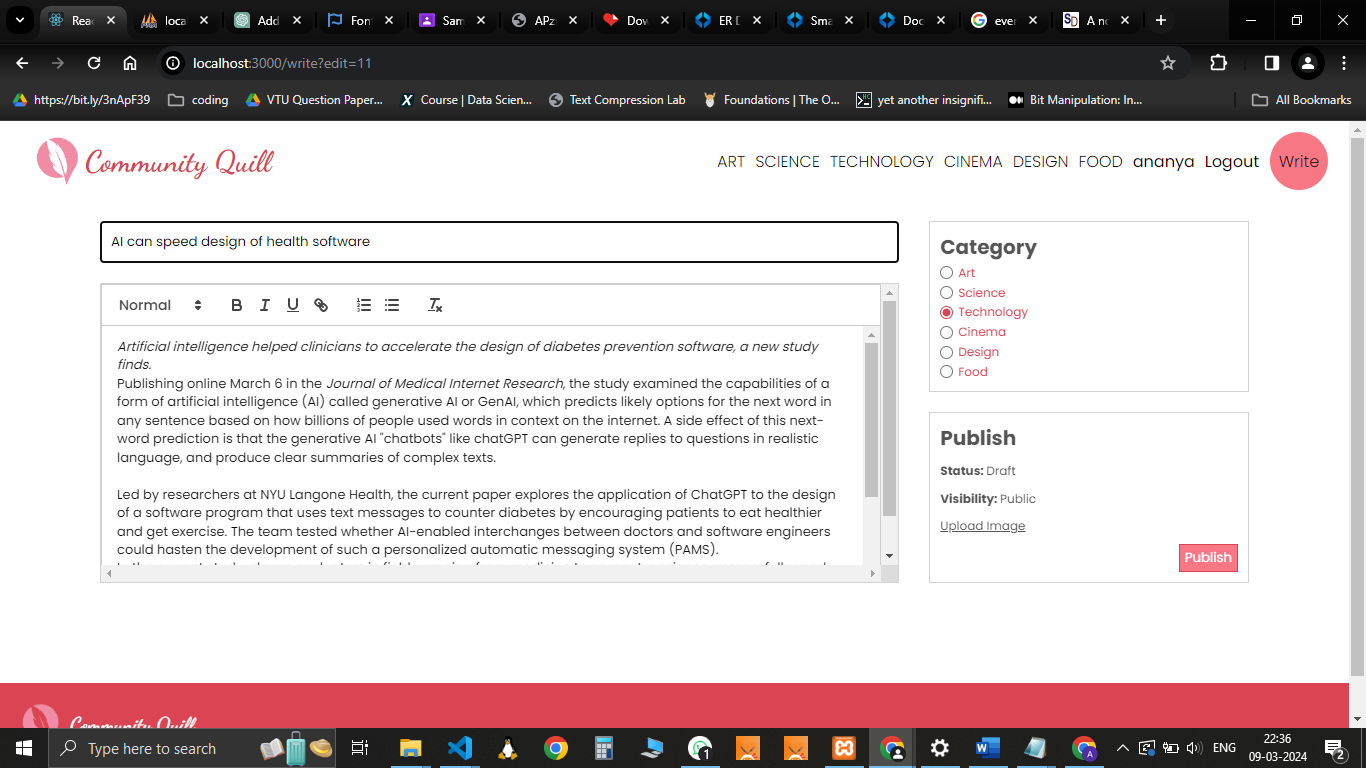 Reac
loca
Add
Font
Sam
APz
Dow
ER D
Sma
Doc
ever
A no
localhost:3000/write?edit=11
https://bit.ly/3nApF39
coding
VTU Question Paper...
Course | Data Scien...
Text Compression Lab
Foundations | The O...
yet another insignifi...
Bit Manipulation: In...
All Bookmarks
Community Quill
ART SCIENCE TECHNOLOGY CINEMA DESIGN FOOD ananya Logout Write
AI can speed design of health software
Normal
Artificial intelligence helped clinicians to accelerate the design of diabetes prevention software, a new study
finds.
Publishing online March 6 in the Journal of Medical Internet Research, the study examined the capabilities of a
form of artificial intelligence (AI) called generative AI or GenAI, which predicts likely options for the next word in
any sentence based on how billions of people used words in context on the internet. A side effect of this next-
word prediction is that the generative AI "chatbots" like chatGPT can generate replies to questions in realistic
language, and produce clear summaries of complex texts.
Led by researchers at NYU Langone Health, the current paper explores the application of ChatGPT to the design
of a software program that uses text messages to counter diabetes by encouraging patients to eat healthier
and get exercise. The team tested whether AI-enabled interchanges between doctors and software engineers
could hasten the development of such a personalized automatic messaging system (PAMS).
Category
Art
Science
Technology
Cinema
Design
Food
Publish
Status: Draft
Visibility: Public
Upload Image
Publish
Community Quill
Type here to search
1
A
ENG
22:36
09-03-2024
2